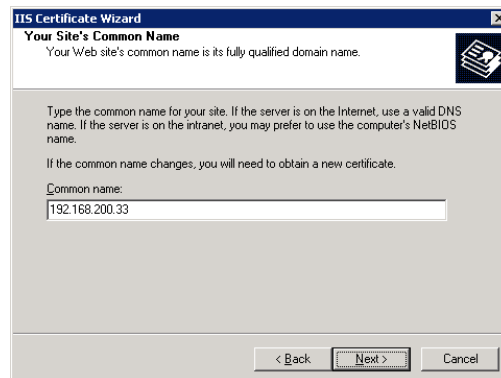 IIS Certificate Wizard
Your Site's Common Name
Your Web site's common name is its fully qualified domain name.
Type the common name for your site. If the server is on the Internet, use a valid DNS
name. If the server is on the intranet, you may prefer to use the computer's NetBIOS
name.
If the common name changes, you will need to obtain a new certificate.
Common name:
192.168.200.33
< Back Next > Cancel